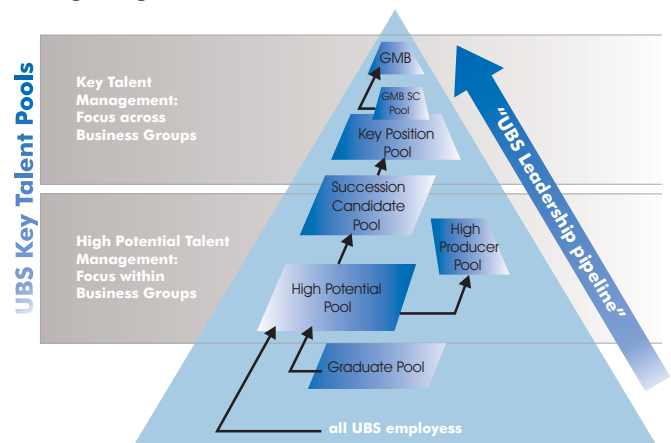 UBS Key Talent Pools
Key Talent
Management:
Focus across
Business Groups
GMB
GMB SC
Pool
Key Position
Pool
Succession
Candidate
Pool
"UBS Leadership pipeline"
High Potential Talent
Management:
Focus within
Business Groups
High
Producer
Pool
High Potential
Pool
Graduate Pool
all UBS employess